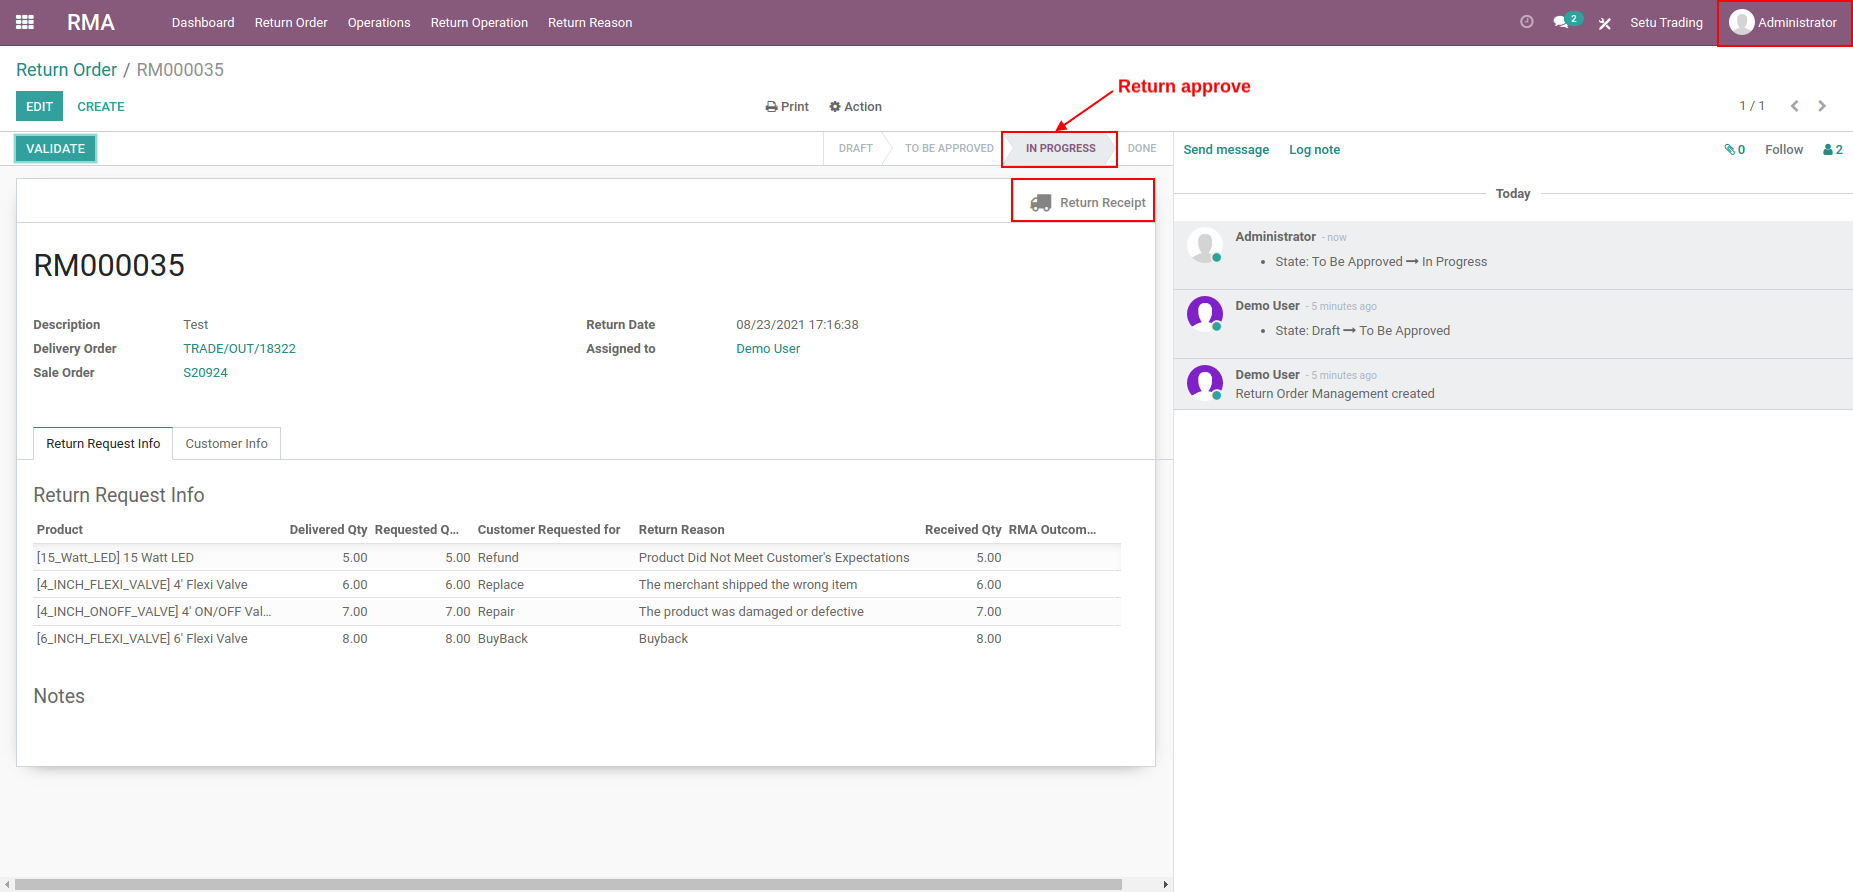 RMA Dashboard Return Order Operations Return Operation Return Reason 2 Setu Trading Administrator
Return Order / RM000035
Return approve
EDIT CREATE Print Action 1 / 1
VALIDATE DRAFT TO BE APPROVED IN PROGRESS DONE Send message Log note 0 Follow 2
Return Receipt
Today
RM000035
Administrator - now
State: To Be Approved → In Progress
Demo User - 5 minutes ago
State: Draft → To Be Approved
Demo User - 5 minutes ago
Return Order Management created
Description Test Return Date 08/23/2021 17:16:38
Delivery Order TRADE/OUT/18322 Assigned to Demo User
Sale Order S20924
Return Request Info Customer Info
Return Request Info
Product Delivered Qty Requested Q... Customer Requested for Return Reason Received Qty RMA Outcom...
[15_Watt_LED] 15 Watt LED 5.00 5.00 Refund Product Did Not Meet Customer's Expectations 5.00
[4_INCH_FLEXI_VALVE] 4' Flexi Valve 6.00 6.00 Replace The merchant shipped the wrong item 6.00
[4_INCH_ONOFF_VALVE] 4' ON/OFF Val... 7.00 7.00 Repair The product was damaged or defective 7.00
[6_INCH_FLEXI_VALVE] 6' Flexi Valve 8.00 8.00 BuyBack Buyback 8.00
Notes